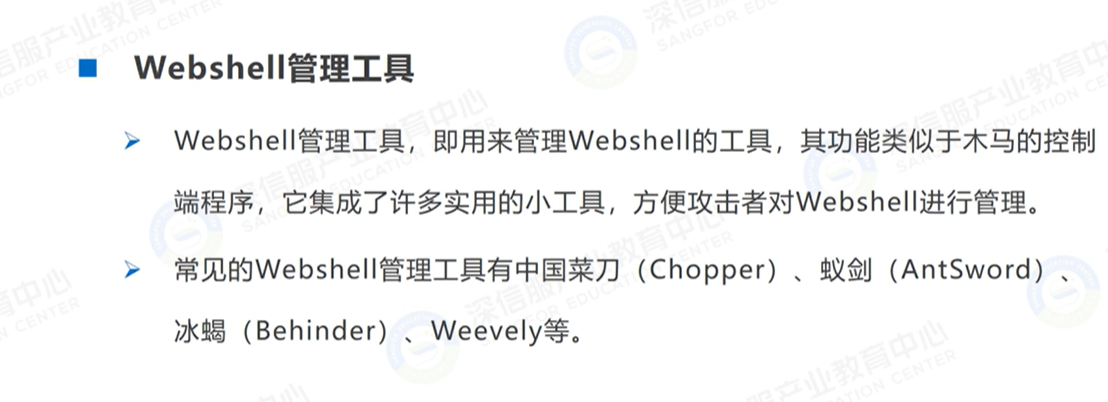 Webshell管理工具
Webshell管理工具，即用来管理Webshell的工具，其功能类似于木马的控制
端程序，它集成了许多实用的小工具，方便攻击者对Webshell进行管理。
常见的Webshell管理工具有中国菜刀（Chopper）、蚁剑（AntSword）、
冰蝎（Behinder）、Weevely等。
深信服产业教育中心
SANGFOR EDUCATION CENTER